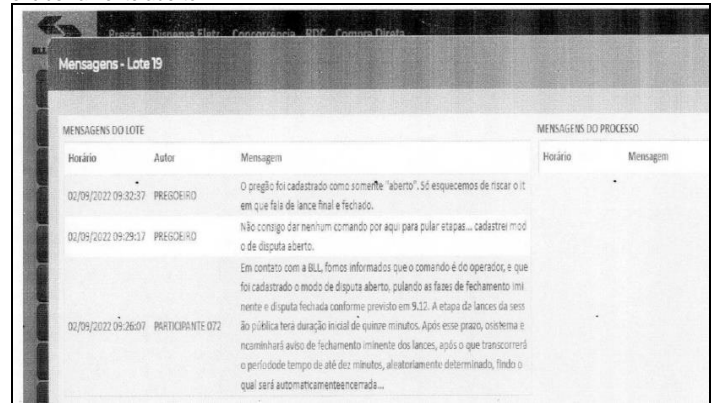 BLL
Pregão Dispensa Eletr. Concorrência RDC Compra Direta
Mensagens - Lote 19
MENSAGENS DO LOTE
MENSAGENS DO PROCESSO
Horário Autor Mensagem
Horário Mensagem
02/09/2022 09:32:37 PREGOEIRO
O pregão foi cadastrado como somente "aberto". Só esquecemos de riscar o it
em que fala de lance final e fechado.
02/09/2022 09:29:17 PREGOEIRO
Não consigo dar nenhum comando por aqui para pular etapas... cadastrei mod
o de disputa aberto.
02/09/2022 09:26:07 PARTICIPANTE 072
Em contato com a BLL, fomos informados que o comando é do operador, e que
foi cadastrado o modo de disputa aberto, pulando as fazes de fechamento imi
nente e disputa fechada conforme previsto em 9.12. A etapa de lances da sess
ão pública terá duração inicial de quinze minutos. Após esse prazo, osistema e
ncaminhará aviso de fechamento iminente dos lances, após o que transcorrerá
o períodode tempo de até dez minutos, aleatoriamente determinado, findo o
qual será automaticamenteencerrada...